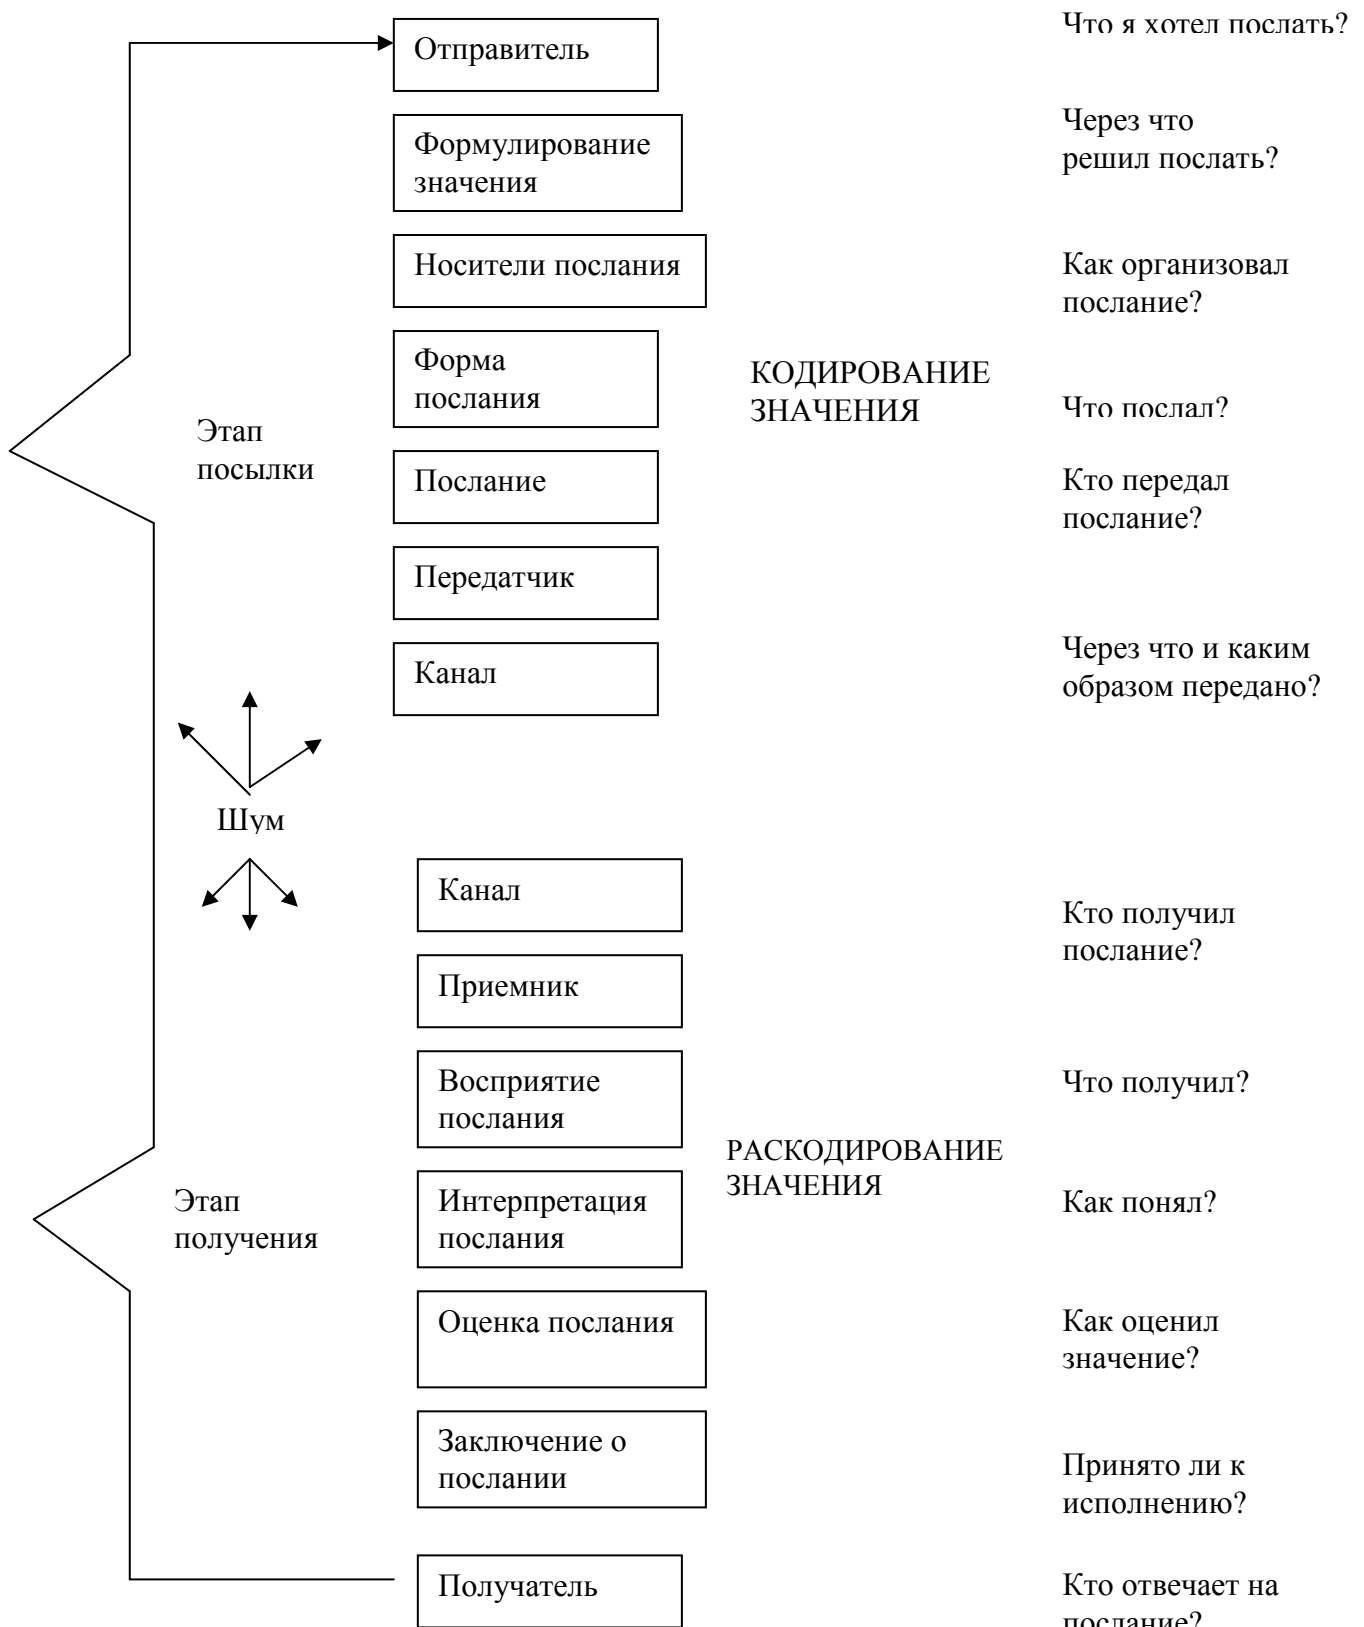 Что я хотел послать?
Отправитель
Через что
решил послать?
Формулирование
значения
Носители послания
Как организовал
послание?
Форма
послания
КОДИРОВАНИЕ
ЗНАЧЕНИЯ
Что послал?
Этап
посылки
Послание
Кто передал
послание?
Передатчик
Канал
Через что и каким
образом передано?
Шум
Канал
Кто получил
послание?
Приемник
Восприятие
послания
Что получил?
РАСКОДИРОВАНИЕ
ЗНАЧЕНИЯ
Этап
получения
Интерпретация
послания
Как понял?
Оценка послания
Как оценил
значение?
Заключение о
послании
Принято ли к
исполнению?
Получатель
Кто отвечает на
послание?